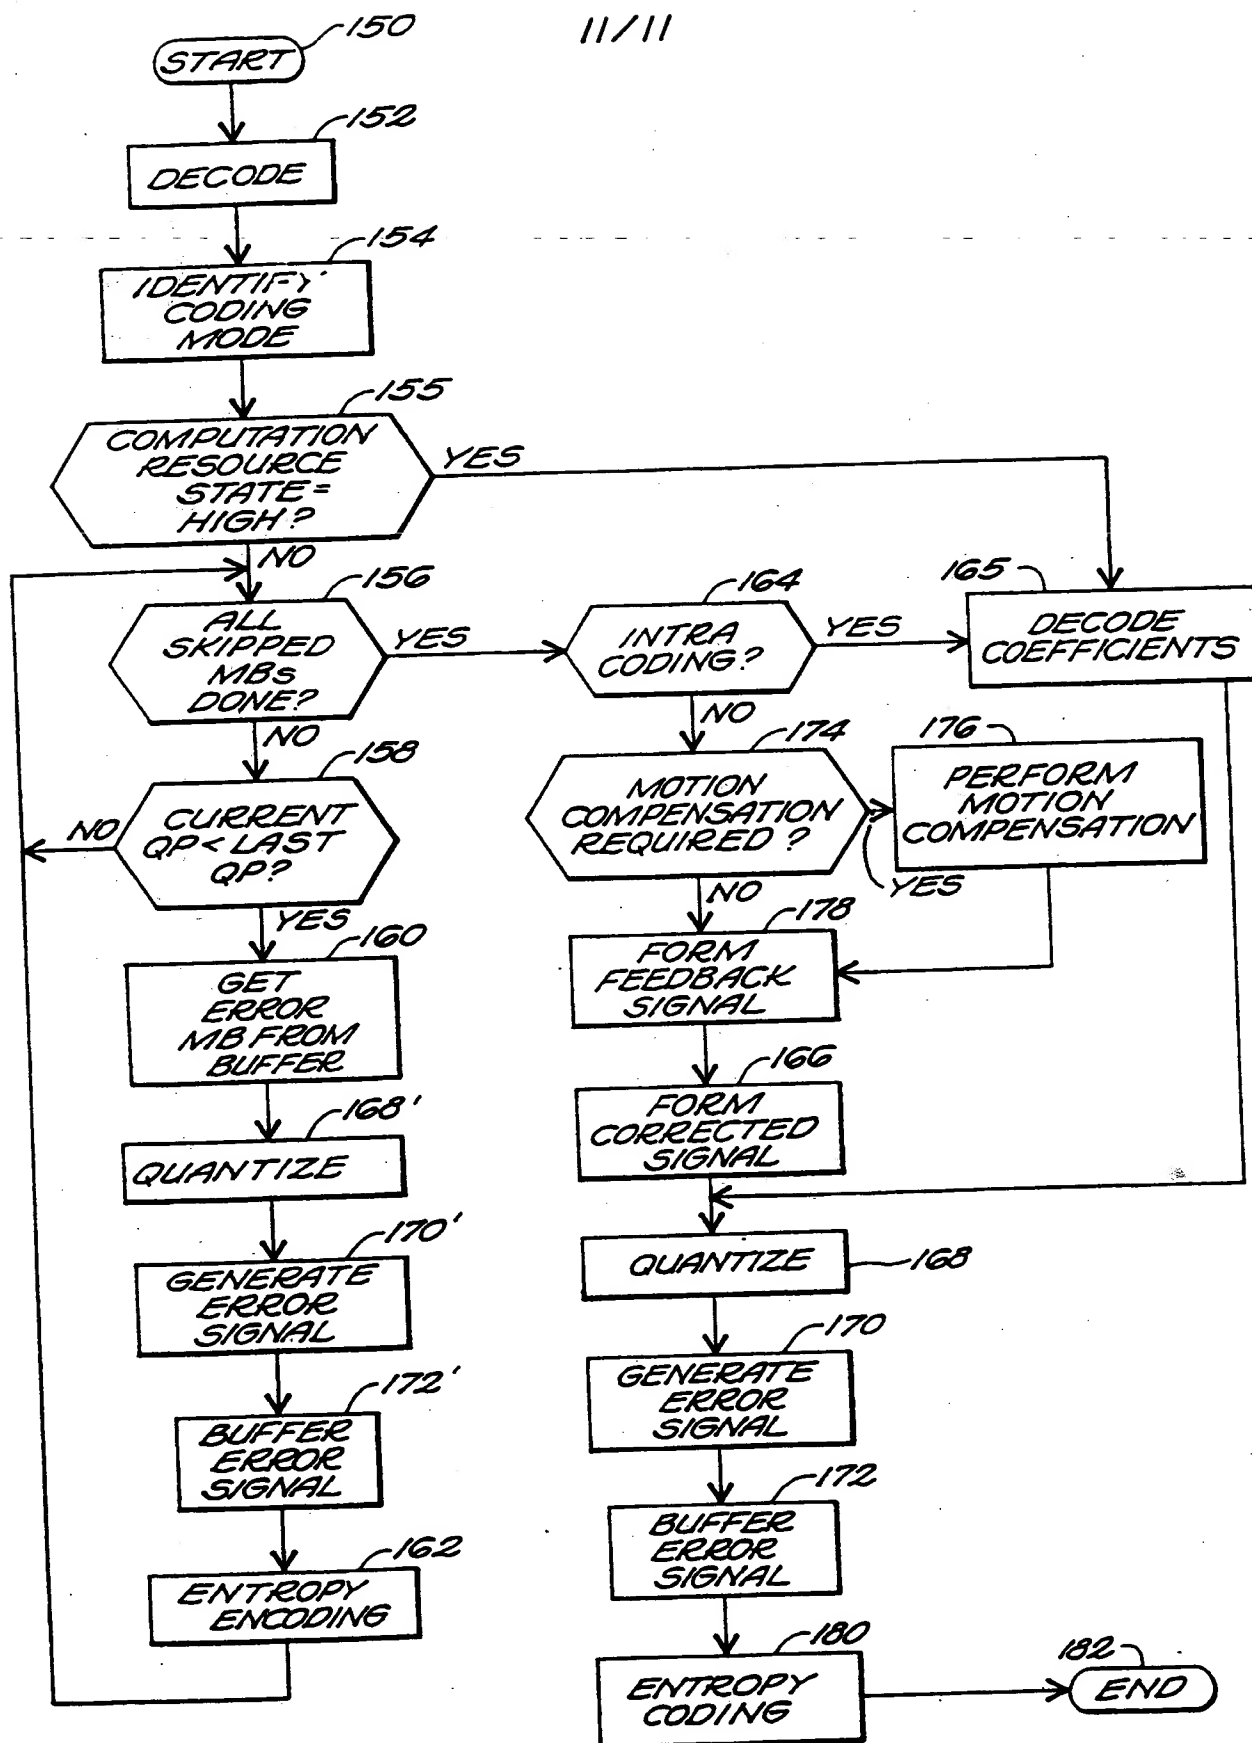 11/11
150
START
152
DECODE
154
IDENTIFY
CODING
MODE
155
COMPUTATION
RESOURCE
STATE =
HIGH?
YES
NO
156
ALL
SKIPPED
MBs
DONE?
YES
NO
164
INTRA
CODING?
YES
NO
165
DECODE
COEFFICIENTS
158
CURRENT
QP< LAST
QP?
NO
YES
174
MOTION
COMPENSATION
REQUIRED?
YES
NO
176
PERFORM
MOTION
COMPENSATION
160
GET
ERROR
MB FROM
BUFFER
178
FORM
FEEDBACK
SIGNAL
168'
QUANTIZE
166
FORM
CORRECTED
SIGNAL
170'
GENERATE
ERROR
SIGNAL
QUANTIZE
168
172'
BUFFER
ERROR
SIGNAL
170
GENERATE
ERROR
SIGNAL
162
ENTROPY
ENCODING
172
BUFFER
ERROR
SIGNAL
180
ENTROPY
CODING
182
END